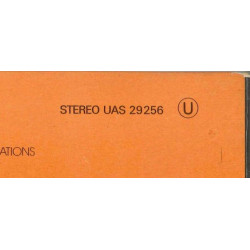 STEREO UAS 29256 Ⓤ
ATIONS